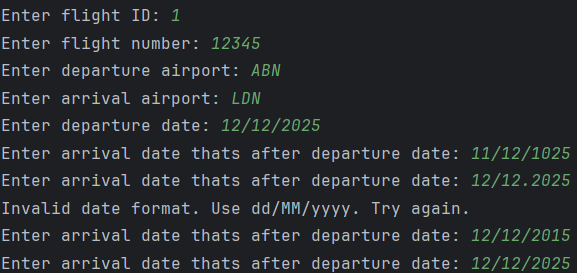 Enter flight ID: 1
Enter flight number: 12345
Enter departure airport: ABN
Enter arrival airport: LDN
Enter departure date: 12/12/2025
Enter arrival date thats after departure date: 11/12/1025
Enter arrival date thats after departure date: 12/12.2025
Invalid date format. Use dd/MM/yyyy. Try again.
Enter arrival date thats after departure date: 12/12/2015
Enter arrival date thats after departure date: 12/12/2025